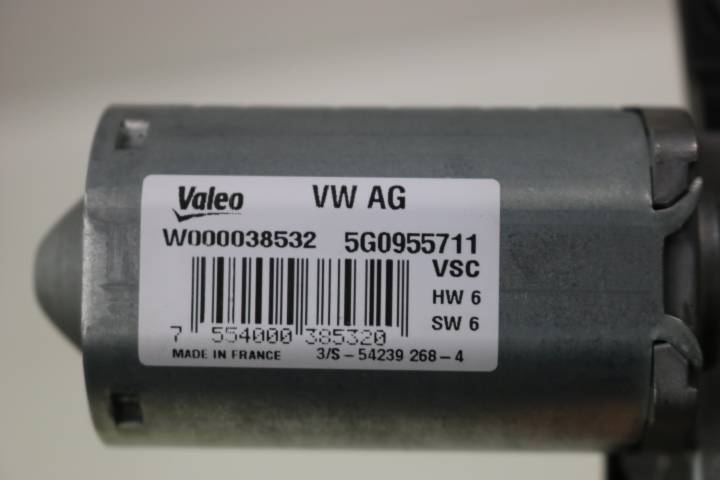 Valeo VW AG
W000038532 5G0955711
VSC
HW 6
SW 6
7 554000 385320
MADE IN FRANCE 3/S-54239 268-4